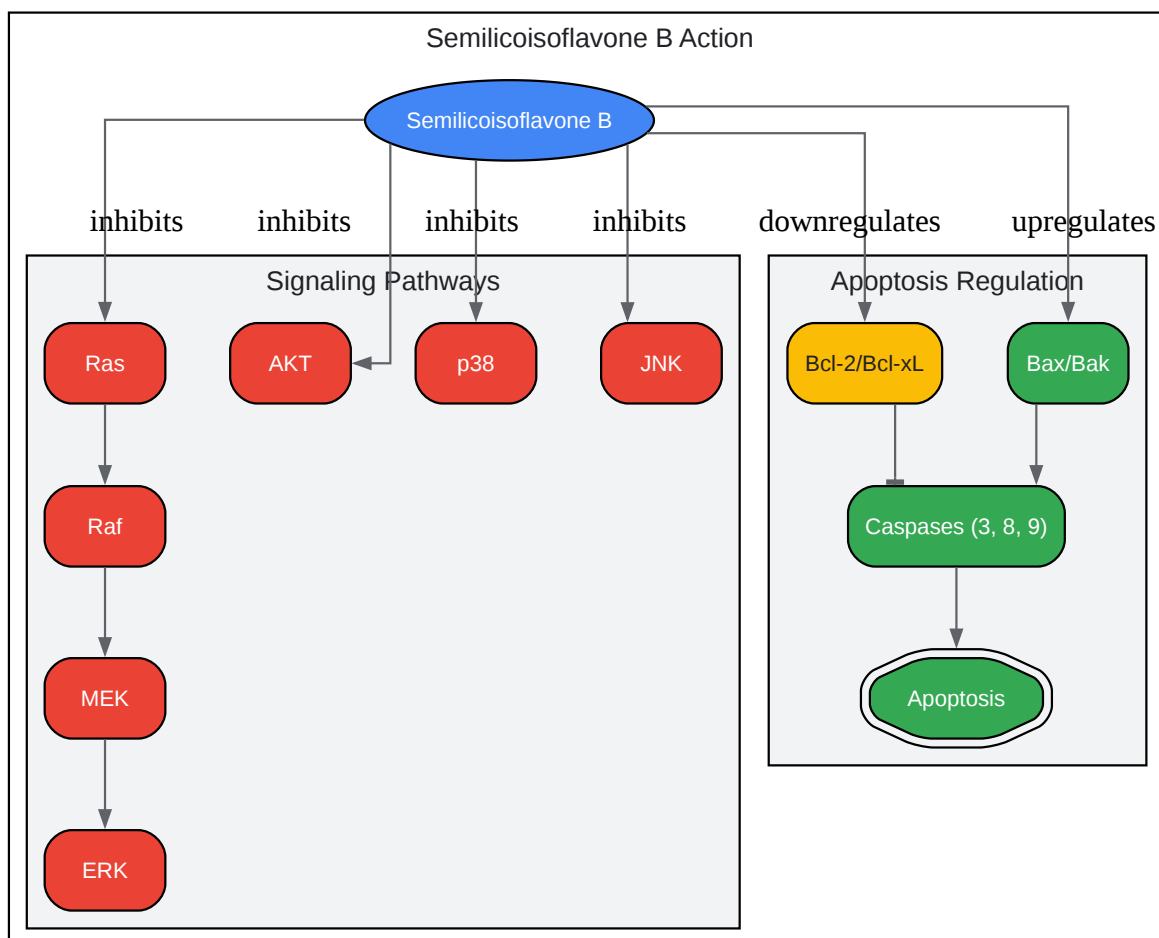 Semilicoisoflavone B Action
Semilicoisoflavone B
inhibits
inhibits
inhibits
inhibits
downregulates
upregulates
Signaling Pathways
Apoptosis Regulation
Ras
AKT
p38
JNK
Bcl-2/Bcl-xL
Bax/Bak
Raf
Caspases (3, 8, 9)
MEK
Apoptosis
ERK